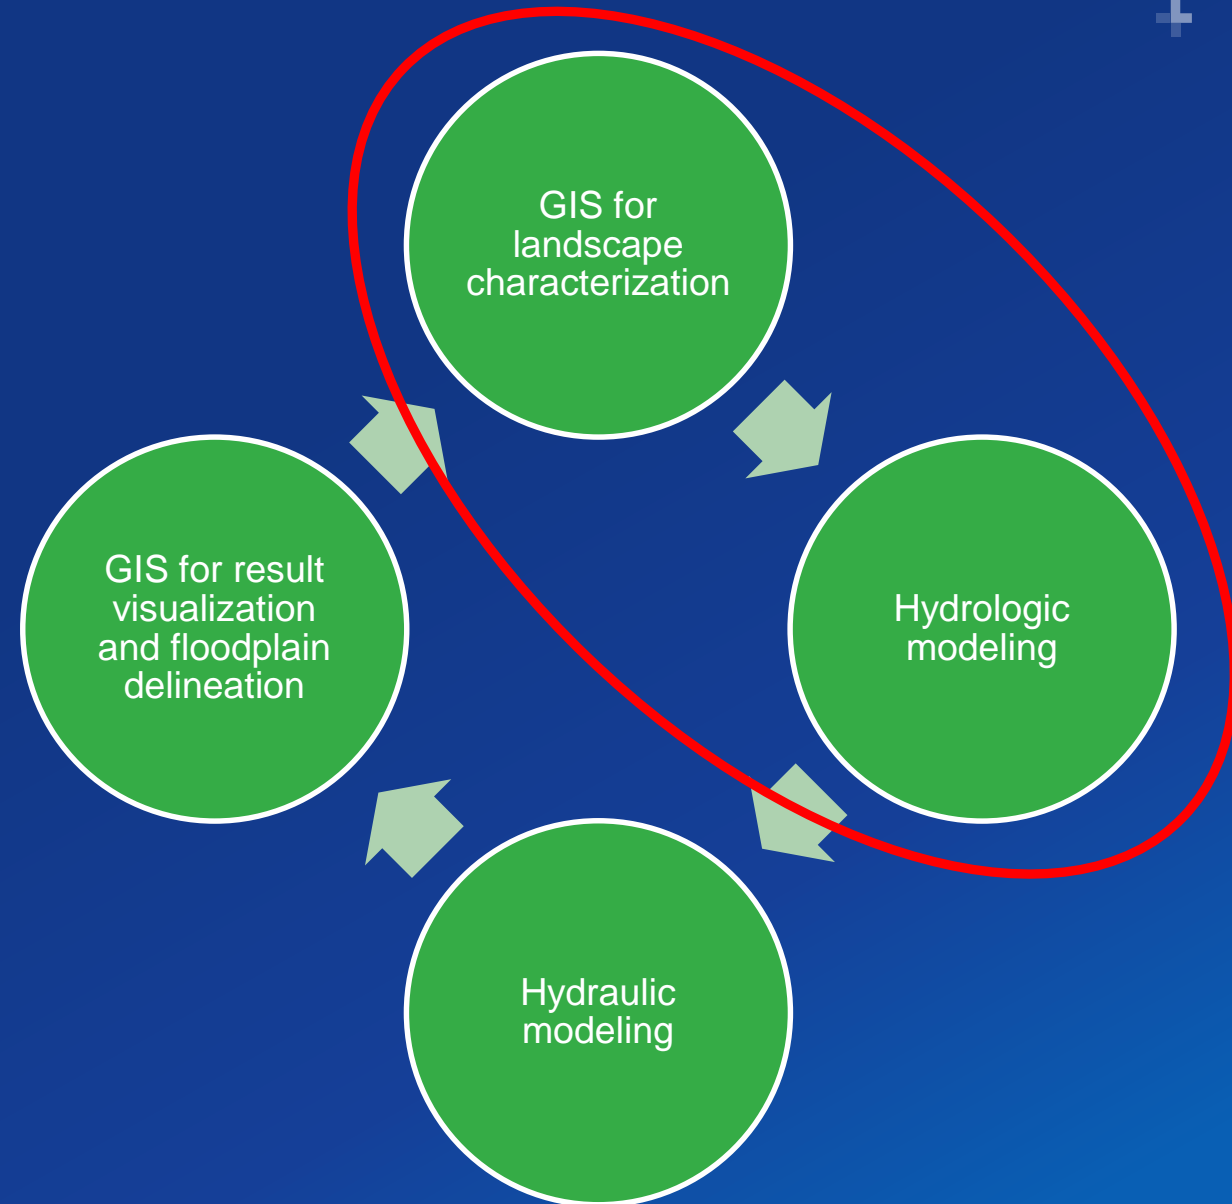 GIS for
landscape
characterization
Hydrologic
modeling
Hydraulic
modeling
GIS for result
visualization
and floodplain
delineation